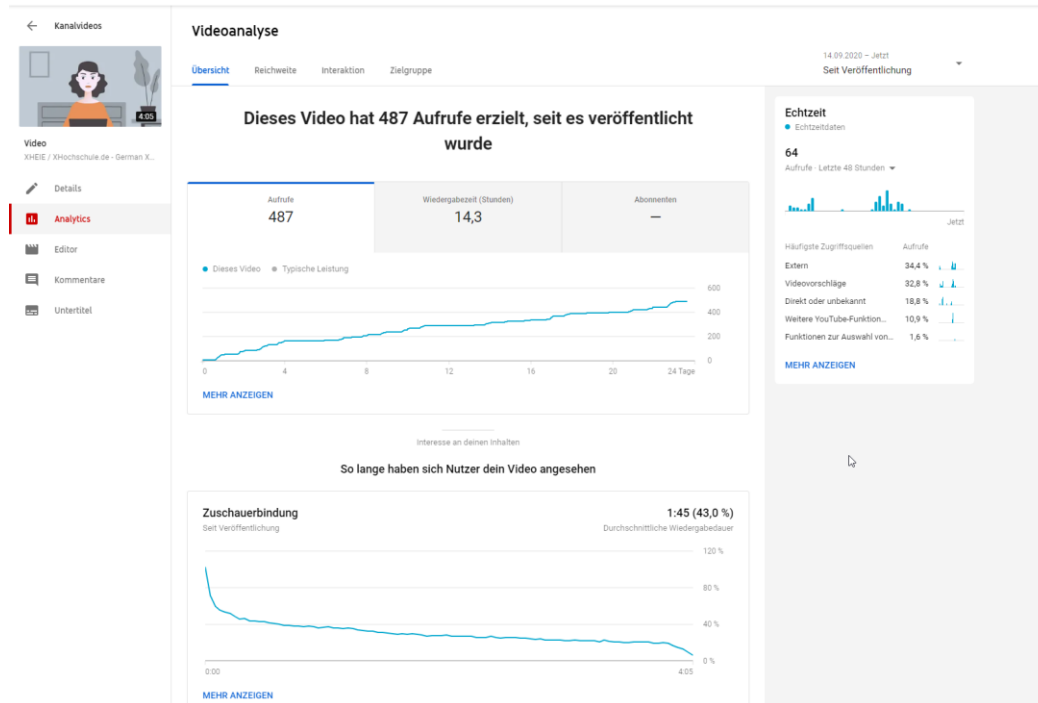 Kanalvideos
4:05
Video
XHEIE / XHochschule.de - German X...
Details
Analytics
Editor
Kommentare
Untertitel
Videoanalyse
Übersicht Reichweite Interaktion Zielgruppe
14.09.2020 – Jetzt
Seit Veröffentlichung
Dieses Video hat 487 Aufrufe erzielt, seit es veröffentlicht
wurde
Aufrufe
487
Wiedergabezeit (Stunden)
14,3
Abonnenten
—
Dieses Video Typische Leistung
600
400
200
0
0 4 8 12 16 20 24 Tage
MEHR ANZEIGEN
Interesse an deinen Inhalten
So lange haben sich Nutzer dein Video angesehen
Zuschauerbindung
Seit Veröffentlichung
1:45 (43,0 %)
Durchschnittliche Wiedergabedauer
120 %
80 %
40 %
0 %
0:00 4:05
MEHR ANZEIGEN
Echtzeit
Echtzeitdaten
64
Aufrufe · Letzte 48 Stunden
Jetzt
Häufigste Zugriffsquellen Aufrufe
Extern 34,4 %
Videovorschläge 32,8 %
Direkt oder unbekannt 18,8 %
Weitere YouTube-Funktion... 10,9 %
Funktionen zur Auswahl von... 1,6 %
MEHR ANZEIGEN